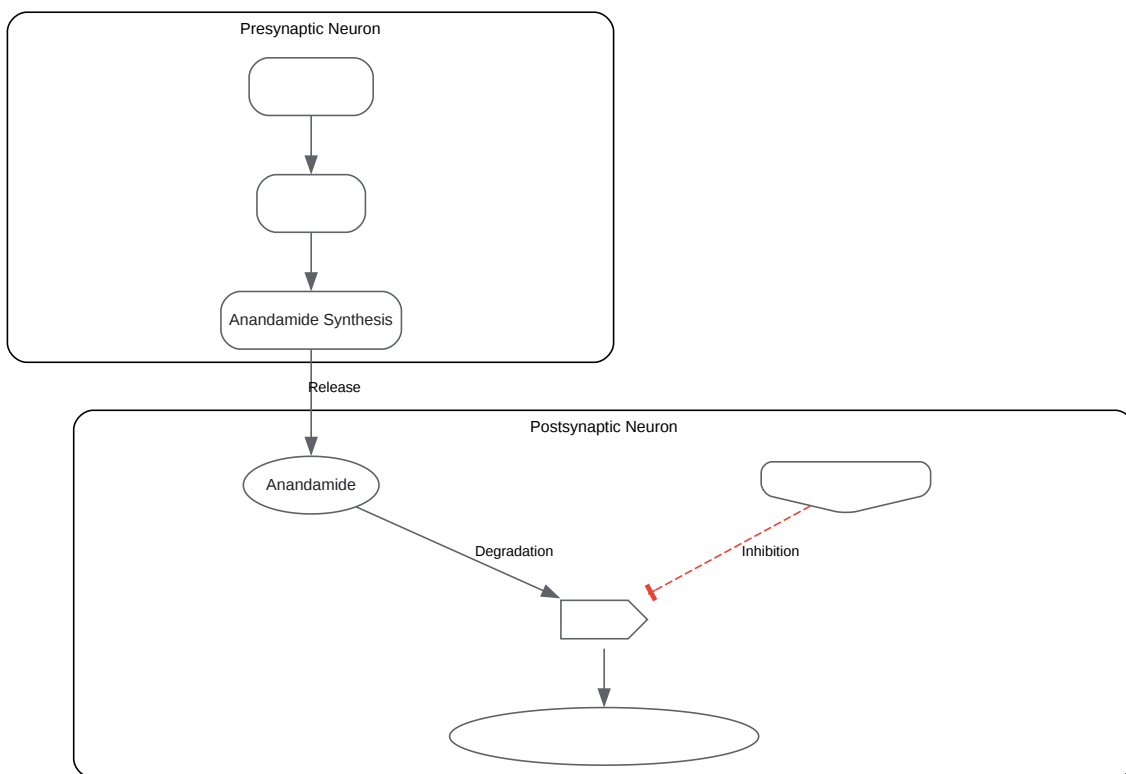 Presynaptic Neuron
Anandamide Synthesis
Release
Postsynaptic Neuron
Anandamide
Degradation
Inhibition